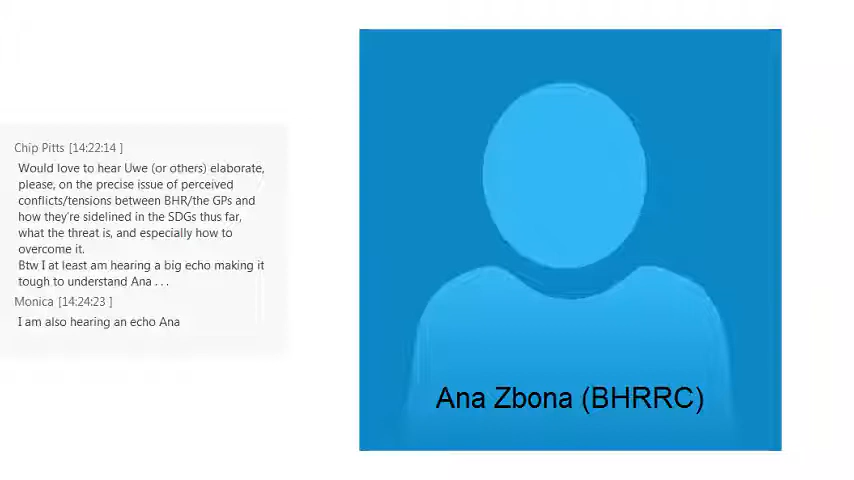 Chip Pitts [14:22:14 ]
Would love to hear Uwe (or others) elaborate,
please, on the precise issue of perceived
conflicts/tensions between BHR/the GPs and
how they're sidelined in the SDGs thus far,
what the threat is, and especially how to
overcome it.
Btw I at least am hearing a big echo making it
tough to understand Ana . . .
Monica [14:24:23 ]
I am also hearing an echo Ana
Ana Zbona (BHRRC)